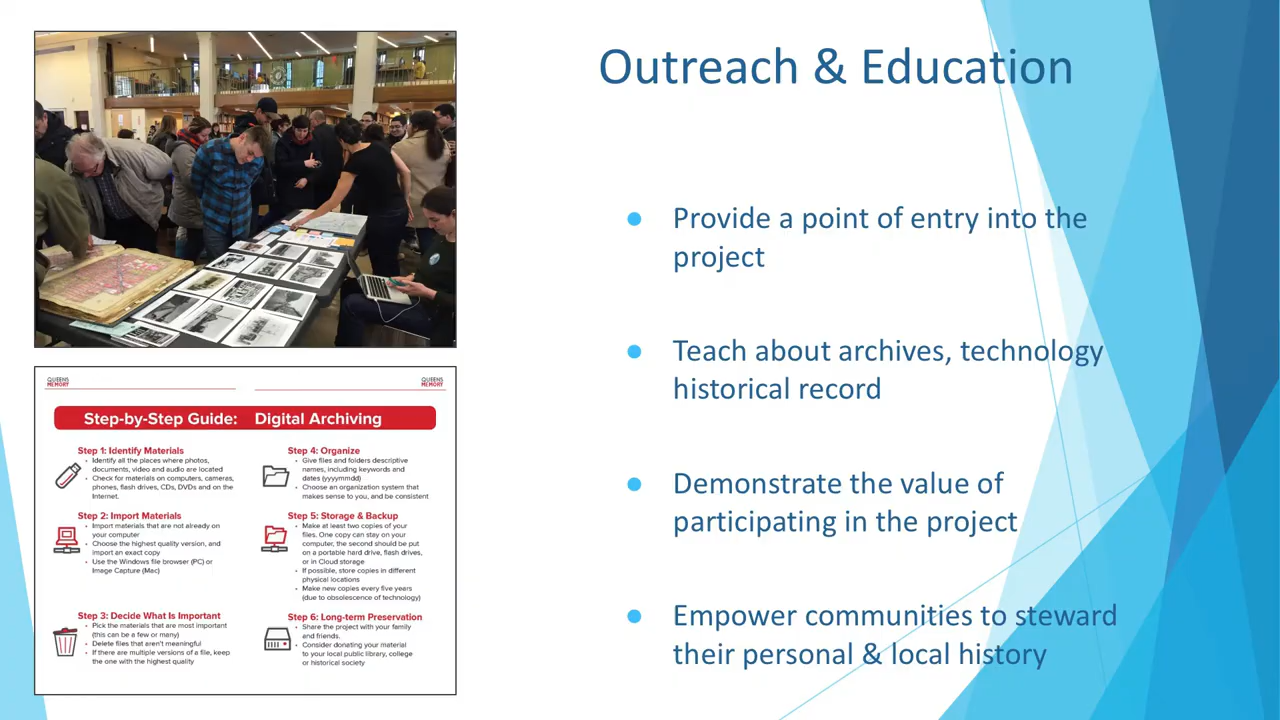 Outreach & Education
● Provide a point of entry into the
project
● Teach about archives, technology
historical record
● Demonstrate the value of
participating in the project
● Empower communities to steward
their personal & local history
QUEENS
MEMORY
QUEENS
MEMORY
Step-by-Step Guide: Digital Archiving
Step 1: Identify Materials
• Identify all the places where photos,
documents, video and audio are located
• Check for materials on computers, cameras,
phones, flash drives, CDs, DVDs and on the
Internet.
Step 2: Import Materials
• Import materials that are not already on
your computer
• Choose the highest quality version, and
import an exact copy
• Use the Windows file browser (PC) or
Image Capture (Mac)
Step 3: Decide What Is Important
• Pick the materials that are most important
(this can be a few or many)
• Delete files that aren't meaningful
• If there are multiple versions of a file, keep
the one with the highest quality
Step 4: Organize
• Give files and folders descriptive
names, including keywords and
dates (yyyymmdd)
• Choose an organization system that
makes sense to you, and be consistent
Step 5: Storage & Backup
• Make at least two copies of your
files. One copy can stay on your
computer, the second should be put
on a portable hard drive, flash drives,
or in Cloud storage
• If possible, store copies in different
physical locations
• Make new copies every five years
(due to obsolescence of technology)
Step 6: Long-term Preservation
• Share the project with your family
and friends.
• Consider donating your material
to your local public library, college
or historical society